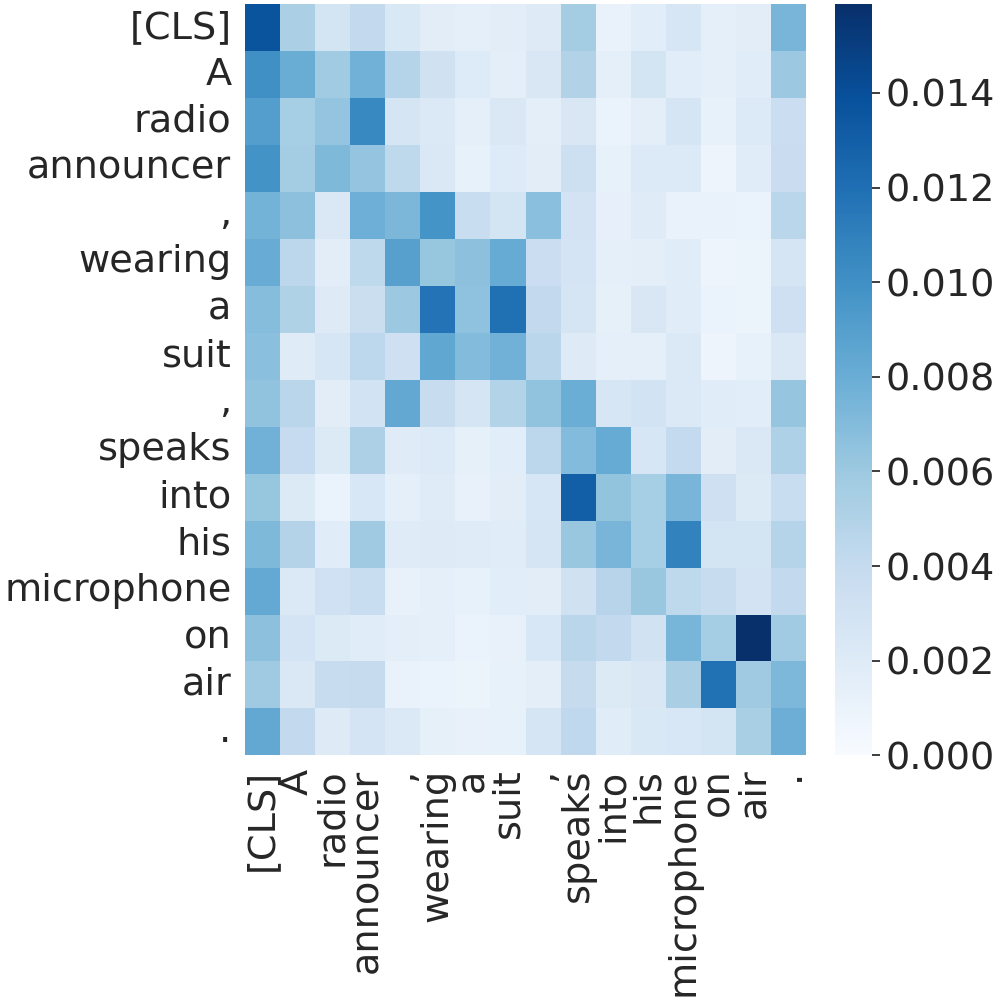 [CLS]
A
radio
announcer
,
wearing
a
suit
,
speaks
into
his
microphone
on
air
.
[CLS]
A
radio
announcer
,
wearing
a
suit
,
speaks
into
his
microphone
on
air
.
0.014
0.012
0.010
0.008
0.006
0.004
0.002
0.000